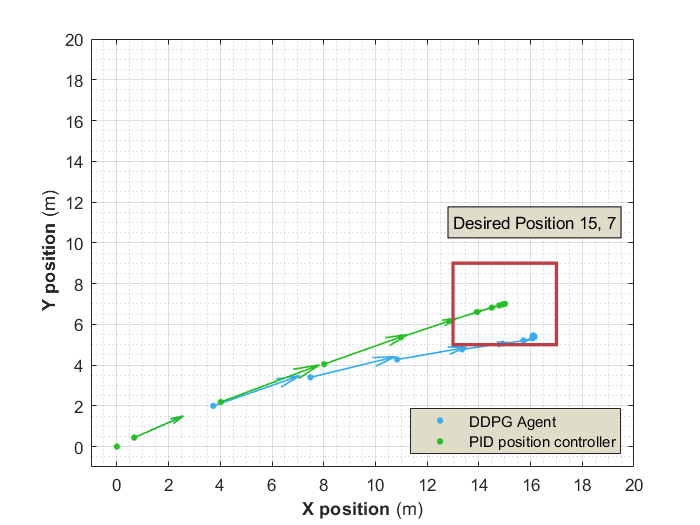 20
18
16
14
12
10
8
6
4
2
0
Y position (m)
Desired Position 15, 7
DDPG Agent
PID position controller
0 2 4 6 8 10 12 14 16 18 20
X position (m)